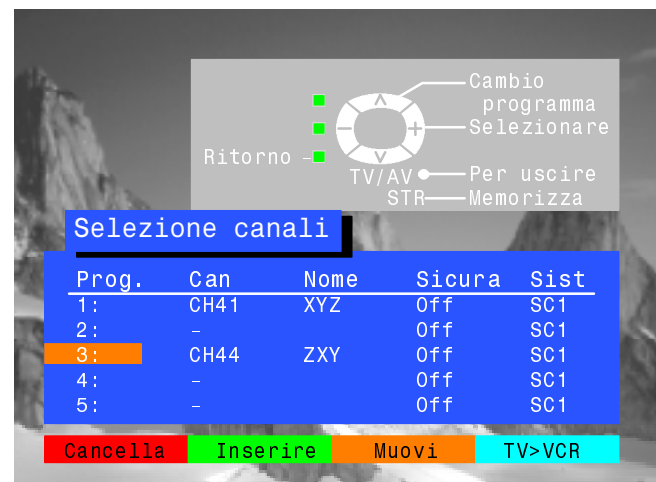 Cambio
programma
Selezionare
Ritorno
TV/AV Per uscire
STR Memorizza
Selezione canali
Prog. Can Nome Sicura Sist
1: CH41 XYZ Off SC1
2: – Off SC1
3: CH44 ZXY Off SC1
4: – Off SC1
5: – Off SC1
Cancella Inserire Muovi TV>VCR